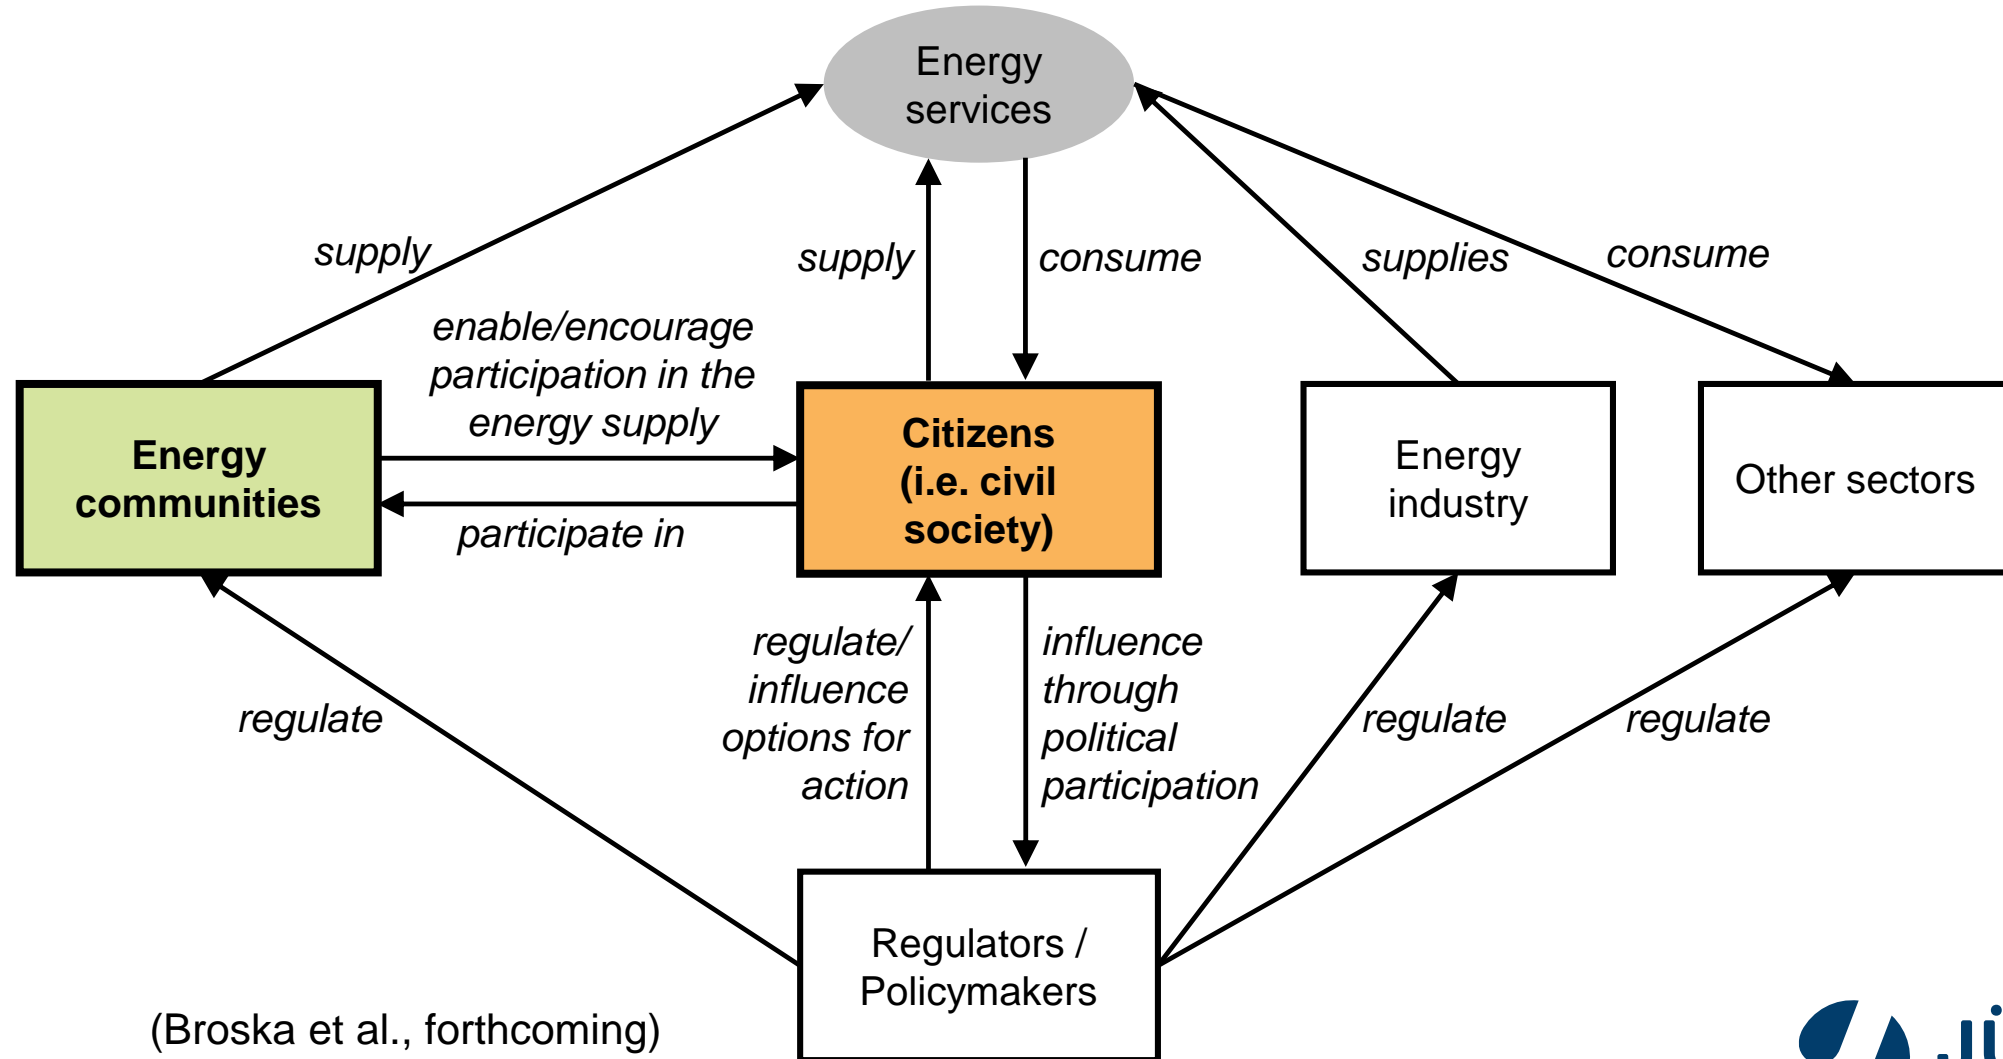 Energy
services
supply
supply
consume
supplies
consume
enable/encourage
participation in the
energy supply
Energy
communities
Citizens
(i.e. civil
society)
Energy
industry
Other sectors
participate in
regulate/
influence
options for
action
influence
through
political
participation
regulate
regulate
regulate
Regulators /
Policymakers
(Broska et al., forthcoming)